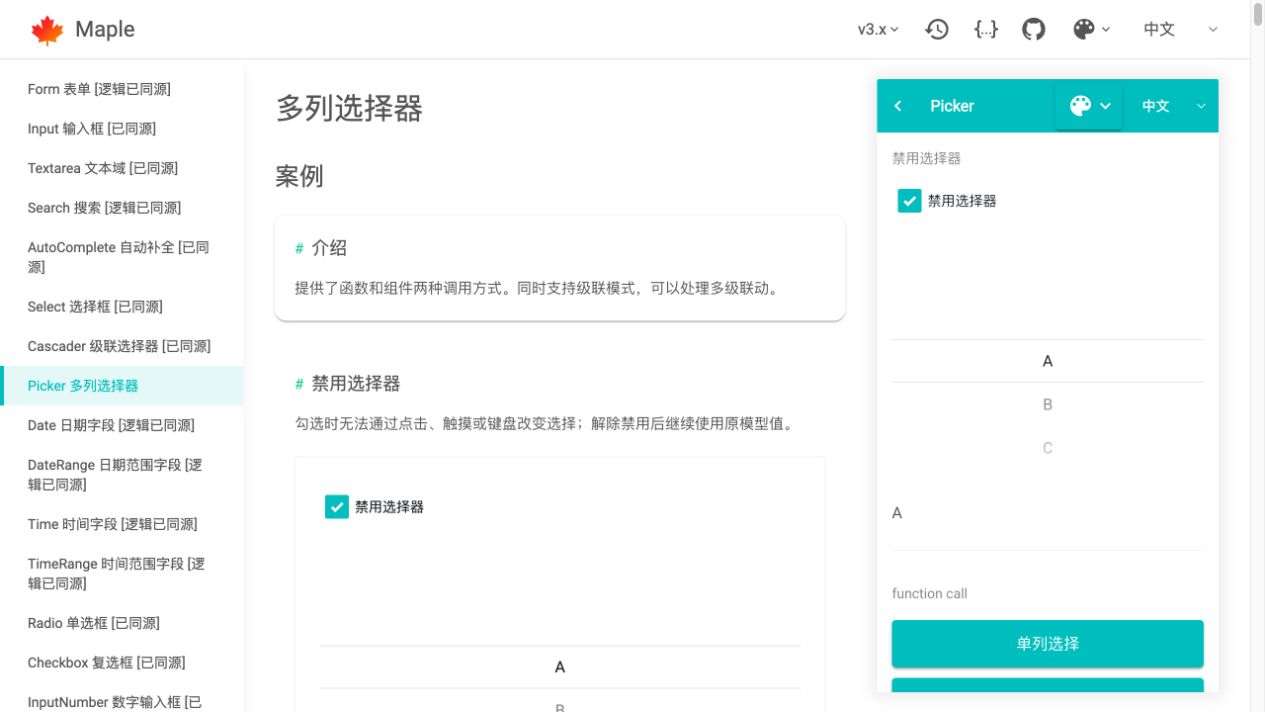 Maple
v3.x
{...}
中文
Form 表单 [逻辑已同源]
Input 输入框 [已同源]
Textarea 文本域 [已同源]
Search 搜索 [逻辑已同源]
AutoComplete 自动补全 [已同
源]
Select 选择框 [已同源]
Cascader 级联选择器 [已同源]
Picker 多列选择器
Date 日期字段 [逻辑已同源]
DateRange 日期范围字段 [逻
辑已同源]
Time 时间字段 [逻辑已同源]
TimeRange 时间范围字段 [逻
辑已同源]
Radio 单选框 [已同源]
Checkbox 复选框 [已同源]
InputNumber 数字输入框 [已
多列选择器
案例
# 介绍
提供了函数和组件两种调用方式。同时支持级联模式，可以处理多级联动。
# 禁用选择器
勾选时无法通过点击、触摸或键盘改变选择；解除禁用后继续使用原模型值。
禁用选择器
A
B
Picker
中文
禁用选择器
禁用选择器
A
B
C
A
function call
单列选择